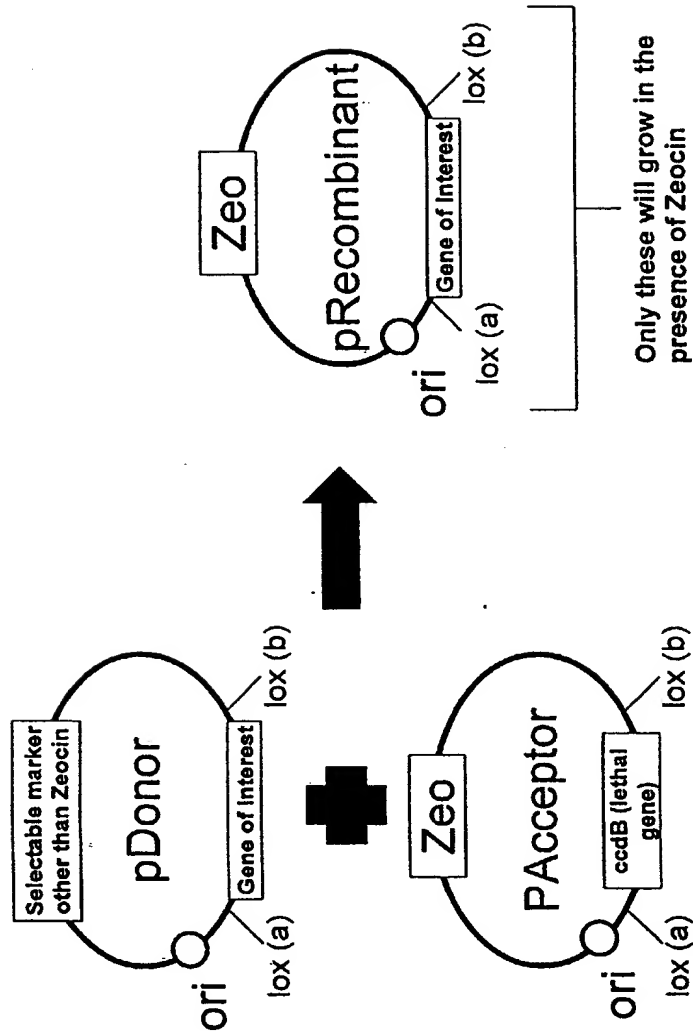 Selectable marker
other than Zeocin
pDonor
ori
lox (a)
Gene of Interest
lox (b)
Zeo
PAcceptor
ori
lox (a)
ccdB (lethal
gene)
lox (b)
Zeo
pRecombinant
ori
lox (a)
Gene of Interest
lox (b)
Only these will grow in the
presence of Zeocin